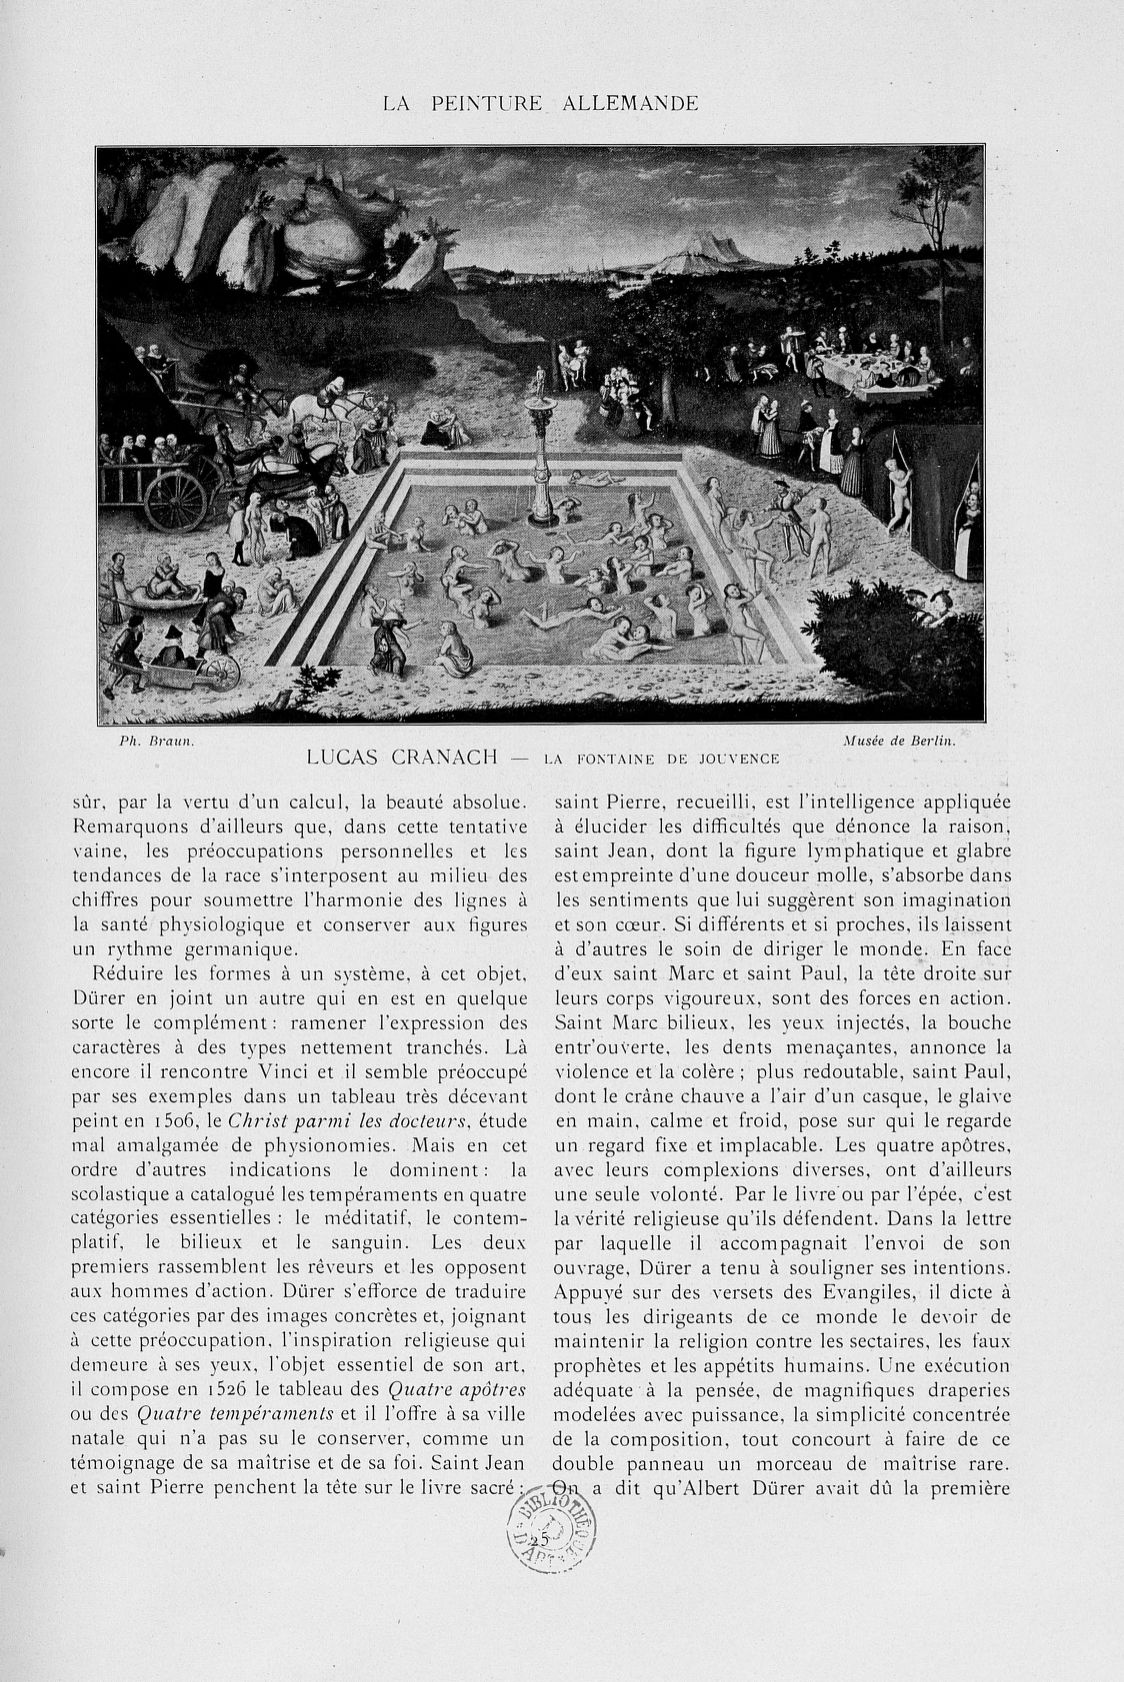 LA PEINTURE ALLEMANDE
Ph. Braun.
Musée de Berlin.
LUCAS CRANACH — LA FONTAINE DE JOUVENCE
sûr, par la vertu d'un calcul, la beauté absolue.
Remarquons d'ailleurs que, dans cette tentative
vaine, les préoccupations personnelles et les
tendances de la race s'interposent au milieu des
chiffres pour soumettre l'harmonie des lignes à
la santé physiologique et conserver aux figures
un rythme germanique.
Réduire les formes à un système, à cet objet,
Dürer en joint un autre qui en est en quelque
sorte le complément : ramener l'expression des
caractères à des types nettement tranchés. Là
encore il rencontre Vinci et il semble préoccupé
par ses exemples dans un tableau très décevant
peint en 1506, le Christ parmi les docteurs, étude
mal amalgamée de physionomies. Mais en cet
ordre d'autres indications le dominent : la
scolastique a catalogué les tempéraments en quatre
catégories essentielles : le méditatif, le contem-
platif, le bilieux et le sanguin. Les deux
premiers rassemblent les rêveurs et les opposent
aux hommes d'action. Dürer s'efforce de traduire
ces catégories par des images concrètes et, joignant
à cette préoccupation, l'inspiration religieuse qui
demeure à ses yeux, l'objet essentiel de son art,
il compose en 1526 le tableau des Quatre apôtres
ou des Quatre tempéraments et il l'offre à sa ville
natale qui n'a pas su le conserver, comme un
témoignage de sa maîtrise et de sa foi. Saint Jean
et saint Pierre penchent la tête sur le livre sacré ;
saint Pierre, recueilli, est l'intelligence appliquée
à élucider les difficultés que dénonce la raison,
saint Jean, dont la figure lymphatique et glabre
est empreinte d'une douceur molle, s'absorbe dans
les sentiments que lui suggèrent son imagination
et son cœur. Si différents et si proches, ils laissent
à d'autres le soin de diriger le monde. En face
d'eux saint Marc et saint Paul, la tête droite sur
leurs corps vigoureux, sont des forces en action.
Saint Marc bilieux, les yeux injectés, la bouche
entr'ouverte, les dents menaçantes, annonce la
violence et la colère ; plus redoutable, saint Paul,
dont le crâne chauve a l'air d'un casque, le glaive
en main, calme et froid, pose sur qui le regarde
un regard fixe et implacable. Les quatre apôtres,
avec leurs complexions diverses, ont d'ailleurs
une seule volonté. Par le livre ou par l'épée, c'est
la vérité religieuse qu'ils défendent. Dans la lettre
par laquelle il accompagnait l'envoi de son
ouvrage, Dürer a tenu à souligner ses intentions.
Appuyé sur des versets des Evangiles, il dicte à
tous les dirigeants de ce monde le devoir de
maintenir la religion contre les sectaires, les faux
prophètes et les appétits humains. Une exécution
adéquate à la pensée, de magnifiques draperies
modelées avec puissance, la simplicité concentrée
de la composition, tout concourt à faire de ce
double panneau un morceau de maîtrise rare.
On a dit qu'Albert Dürer avait dû la première
BIBLIOTHÈQUE
25
D'ART